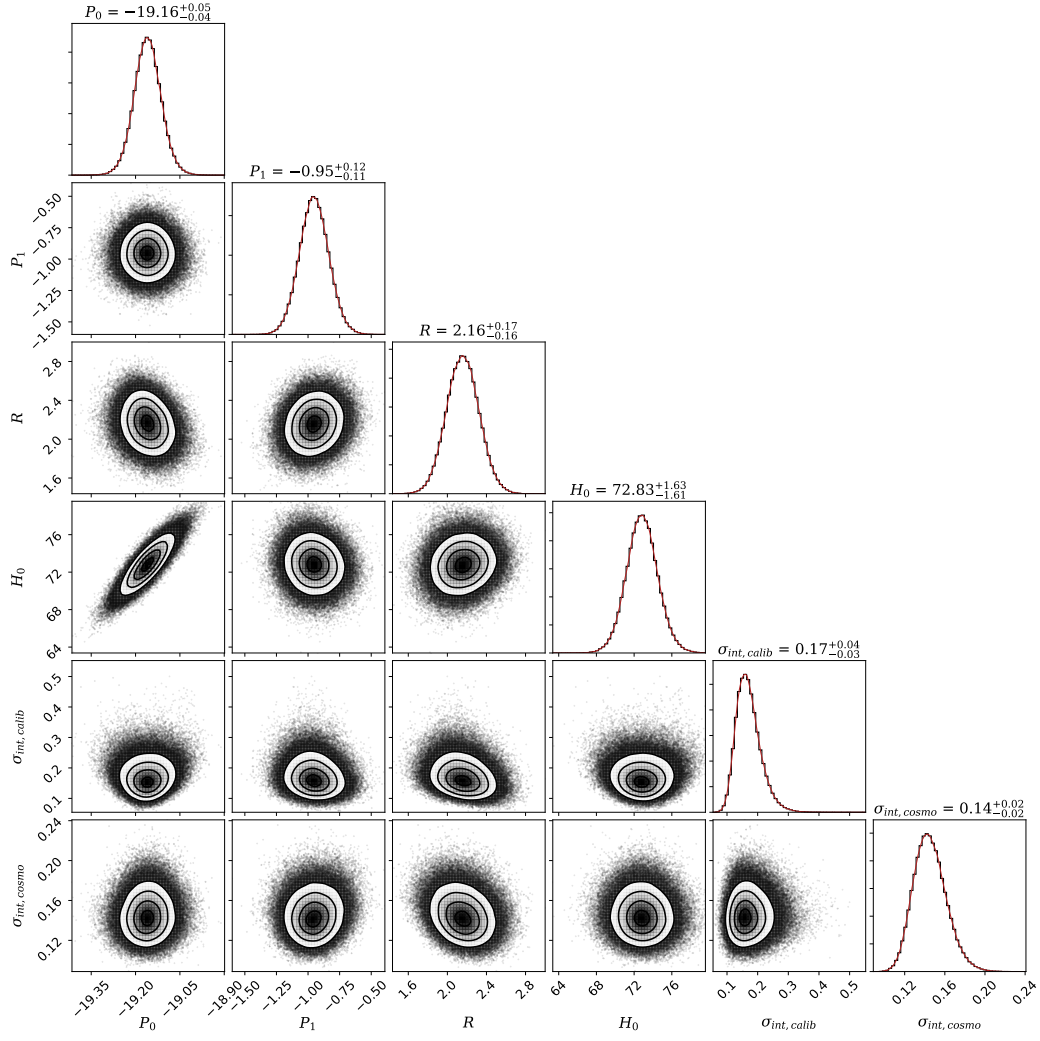 P_0 = −19.16^{+0.05}_{−0.04}
P_1 = −0.95^{+0.12}_{−0.11}
−0.50
−0.75
−1.00
−1.25
−1.50
P_1
R = 2.16^{+0.17}_{−0.16}
2.8
2.4
2.0
1.6
R
H_0 = 72.83^{+1.63}_{−1.61}
76
72
68
64
H_0
σ_{int, calib} = 0.17^{+0.04}_{−0.03}
0.5
0.4
0.3
0.2
0.1
σ_{int, calib}
σ_{int, cosmo} = 0.14^{+0.02}_{−0.02}
0.24
0.20
0.16
0.12
σ_{int, cosmo}
−19.35 −19.20 −19.05 −18.90
−1.50 −1.25 −1.00 −0.75 −0.50
1.6 2.0 2.4 2.8
64 68 72 76
0.1 0.2 0.3 0.4 0.5
0.12 0.16 0.20 0.24
P_0 P_1 R H_0 σ_{int, calib} σ_{int, cosmo}